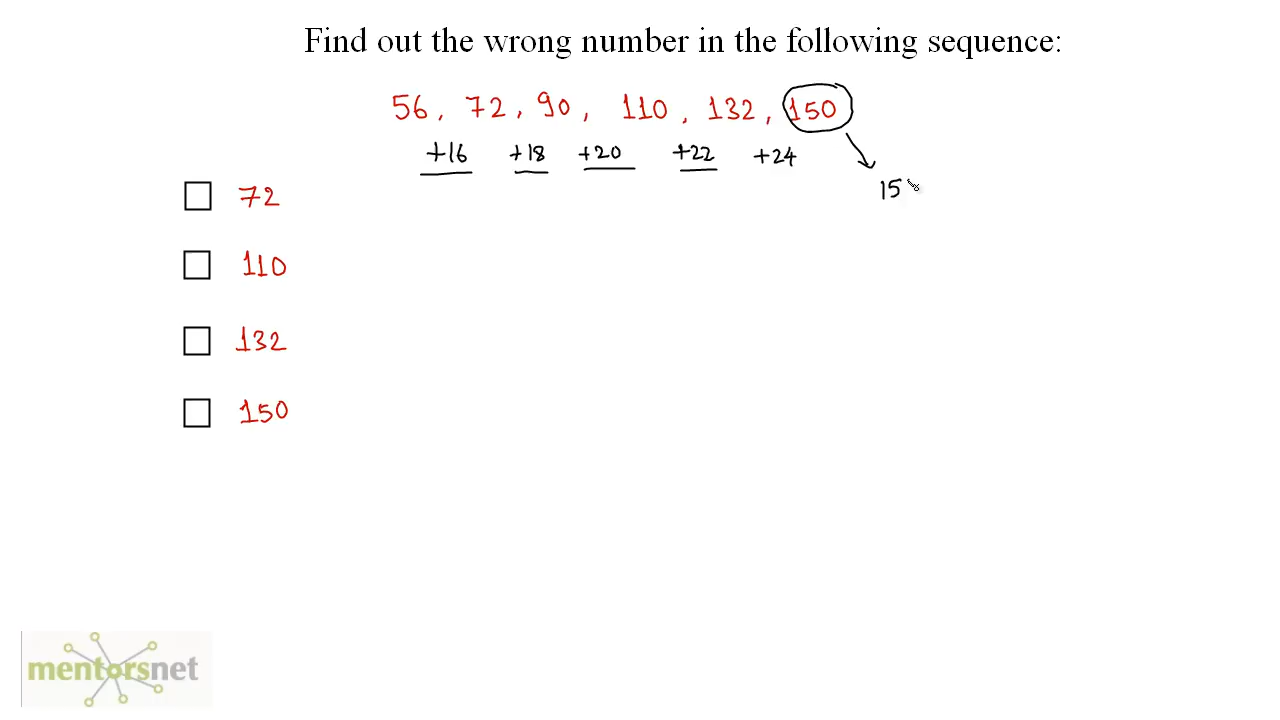 Find out the wrong number in the following sequence:
56, 72, 90, 110, 132, 150
+16 +18 +20 +22 +24
15
72
110
132
150
mentorsnet